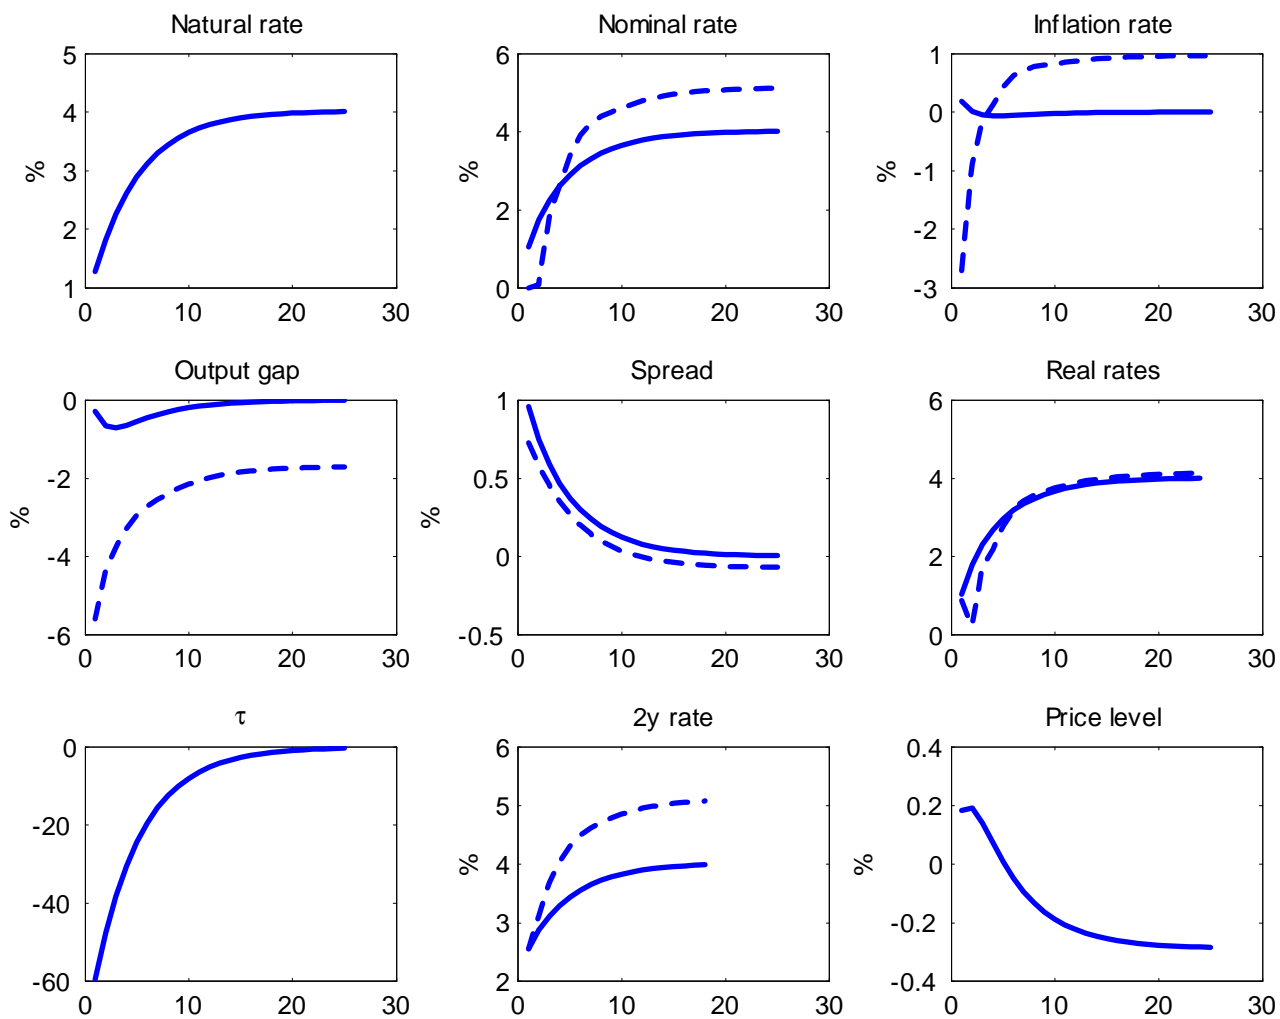 Natural rate
Nominal rate
Inflation rate
5
4
3
2
1
%
0 10 20 30
6
4
2
0
%
0 10 20 30
1
0
-1
-2
-3
%
0 10 20 30
Output gap
Spread
Real rates
0
-2
-4
-6
%
0 10 20 30
1
0.5
0
-0.5
%
0 10 20 30
6
4
2
0
0 10 20 30
τ
2y rate
Price level
0
-20
-40
-60
0 10 20 30
6
5
4
3
2
%
0 10 20 30
0.4
0.2
0
-0.2
-0.4
%
0 10 20 30